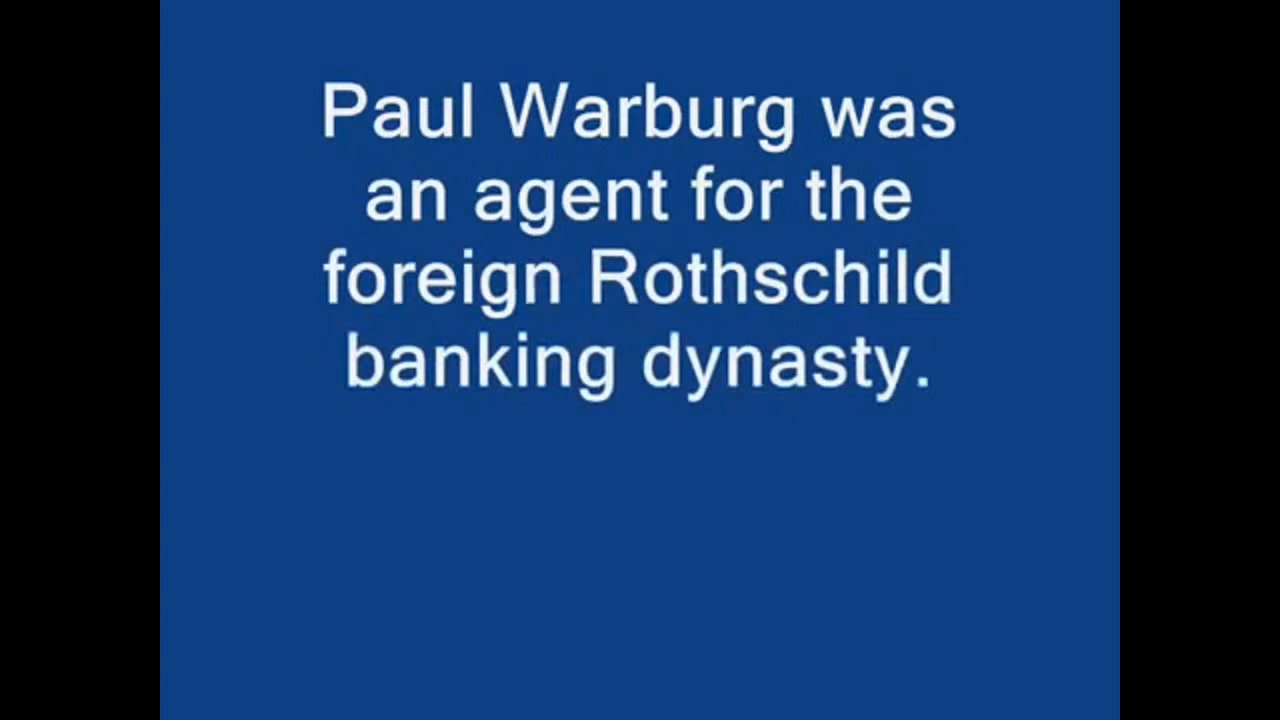 Paul Warburg was
an agent for the
foreign Rothschild
banking dynasty.